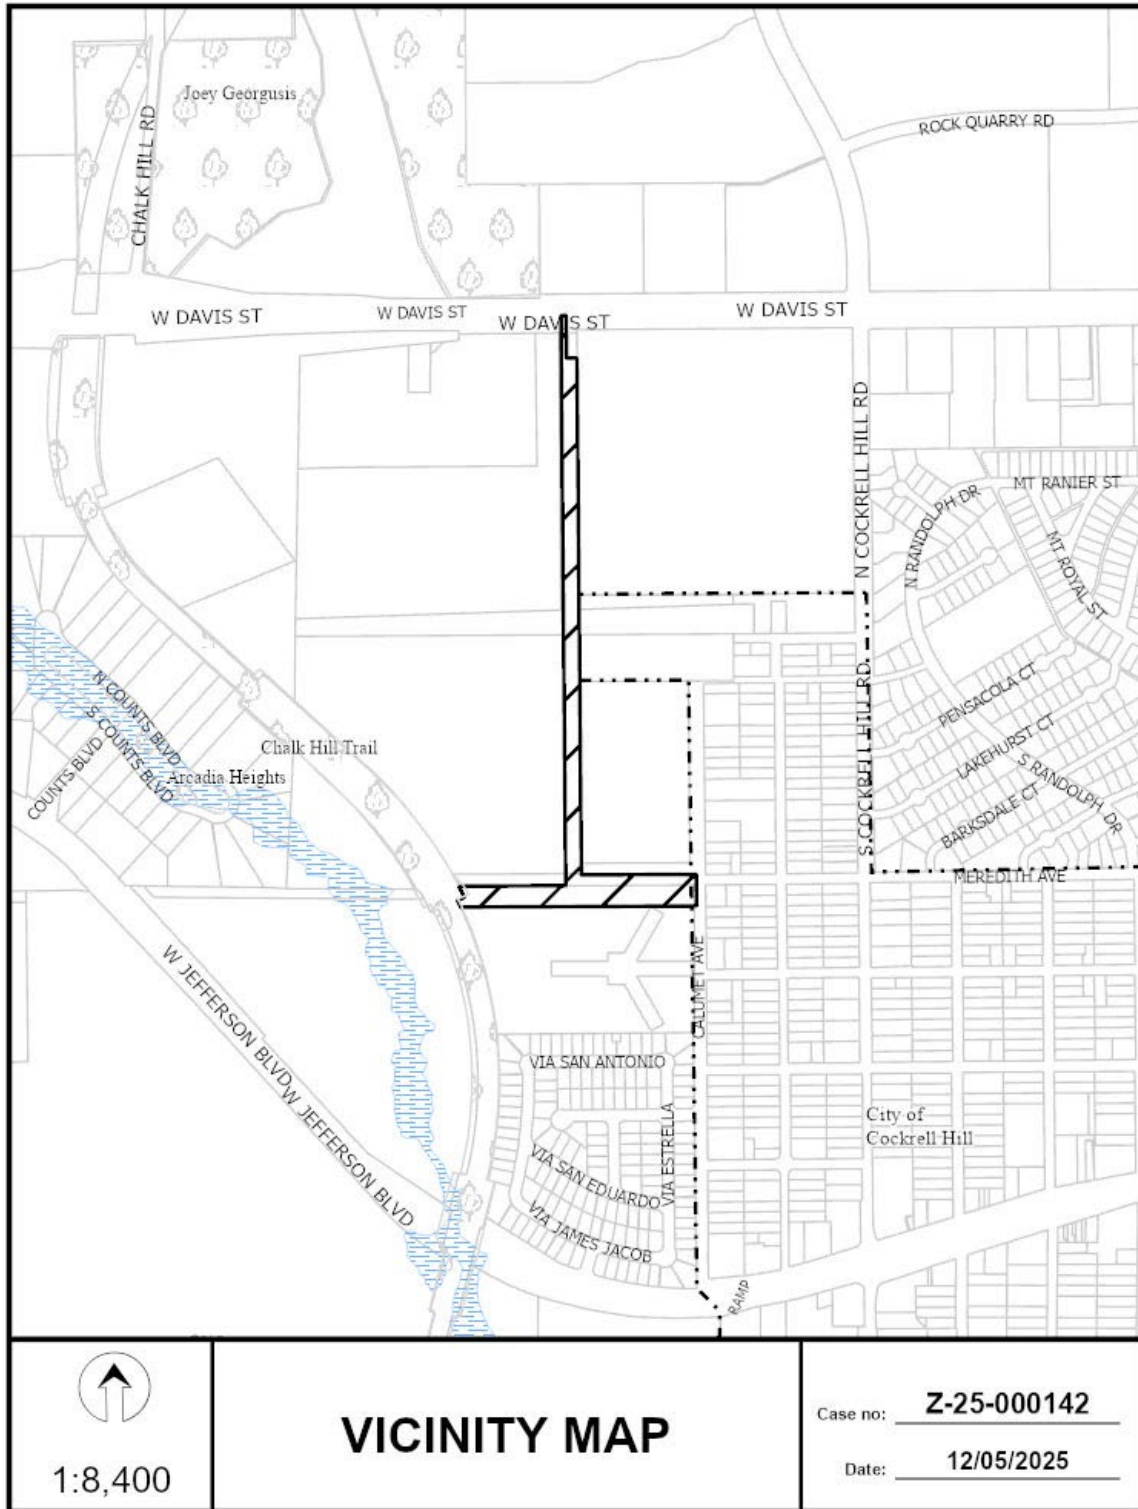 Joey Georgusis
CHALK HILL RD
ROCK QUARRY RD
W DAVIS ST
W DAVIS ST
W DAVIS ST
W DAVIS ST
N COCKRELL HILL RD
N RANDOLPH DR
MT RANIER ST
MT ROYAL ST
S COCKRELL HILL RD
PENSACOLA CT
LAKEHURST CT
S RANDOLPH DR
BARKSDALE CT
MEREDITH AVE
N COUNTS BLVD
S COUNTS BLVD
COUNTS BLVD
Chalk Hill Trail
Arcadia Heights
W JEFFERSON BLVD
W JEFFERSON BLVD
CALUMET AVE
VIA SAN ANTONIO
VIA ESTRELLA
VIA SAN EDUARDO
VIA JAMES JACOB
City of
Cockrell Hill
RAMP
1:8,400
VICINITY MAP
Case no: Z-25-000142
Date: 12/05/2025